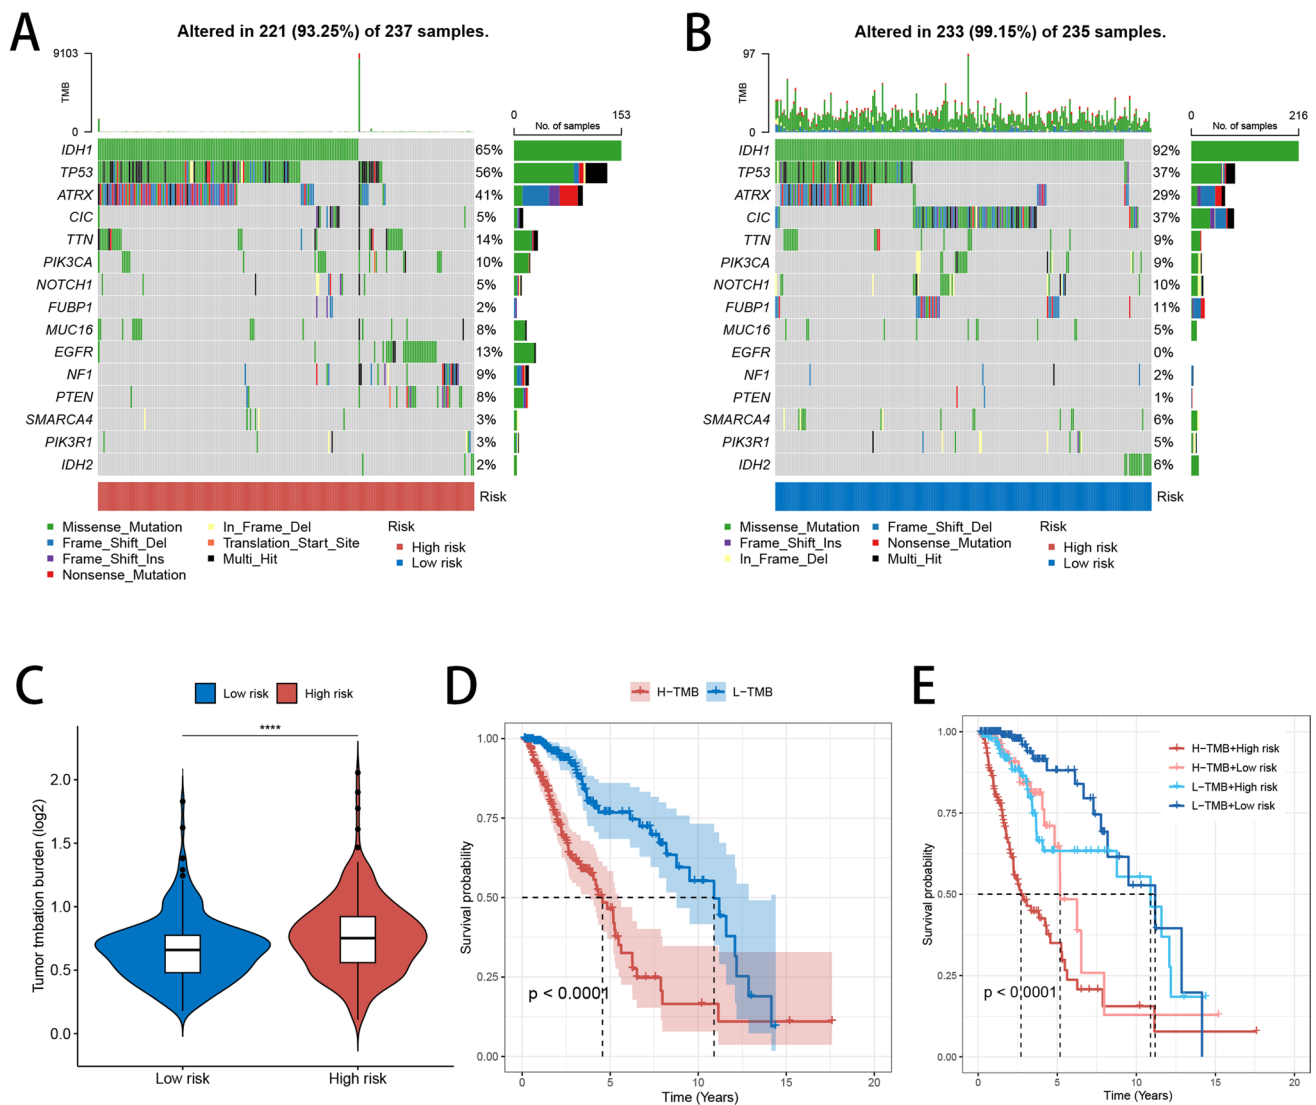 A
Altered in 221 (93.25%) of 237 samples.
9103
TMB
0
0 153
No. of samples
IDH1 65%
TP53 56%
ATRX 41%
CIC 5%
TTN 14%
PIK3CA 10%
NOTCH1 5%
FUBP1 2%
MUC16 8%
EGFR 13%
NF1 9%
PTEN 8%
SMARCA4 3%
PIK3R1 3%
IDH2 2%
Risk
Missense_Mutation
Frame_Shift_Del
Frame_Shift_Ins
Nonsense_Mutation
In_Frame_Del
Translation_Start_Site
Multi_Hit
Risk
High risk
Low risk
B
Altered in 233 (99.15%) of 235 samples.
97
TMB
0
0 216
No. of samples
IDH1 92%
TP53 37%
ATRX 29%
CIC 37%
TTN 9%
PIK3CA 9%
NOTCH1 10%
FUBP1 11%
MUC16 5%
EGFR 0%
NF1 2%
PTEN 1%
SMARCA4 6%
PIK3R1 5%
IDH2 6%
Risk
Missense_Mutation
Frame_Shift_Ins
In_Frame_Del
Frame_Shift_Del
Nonsense_Mutation
Multi_Hit
Risk
High risk
Low risk
C
Low risk High risk
****
Tumor tmbation burden (log2)
2.0
1.5
1.0
0.5
0.0
Low risk High risk
D
H-TMB L-TMB
Survival probability
1.00
0.75
0.50
0.25
0.00
p < 0.0001
0 5 10 15 20
Time (Years)
E
H-TMB+High risk
H-TMB+Low risk
L-TMB+High risk
L-TMB+Low risk
Survival probability
1.00
0.75
0.50
0.25
0.00
p < 0.0001
0 5 10 15 20
Time (Years)